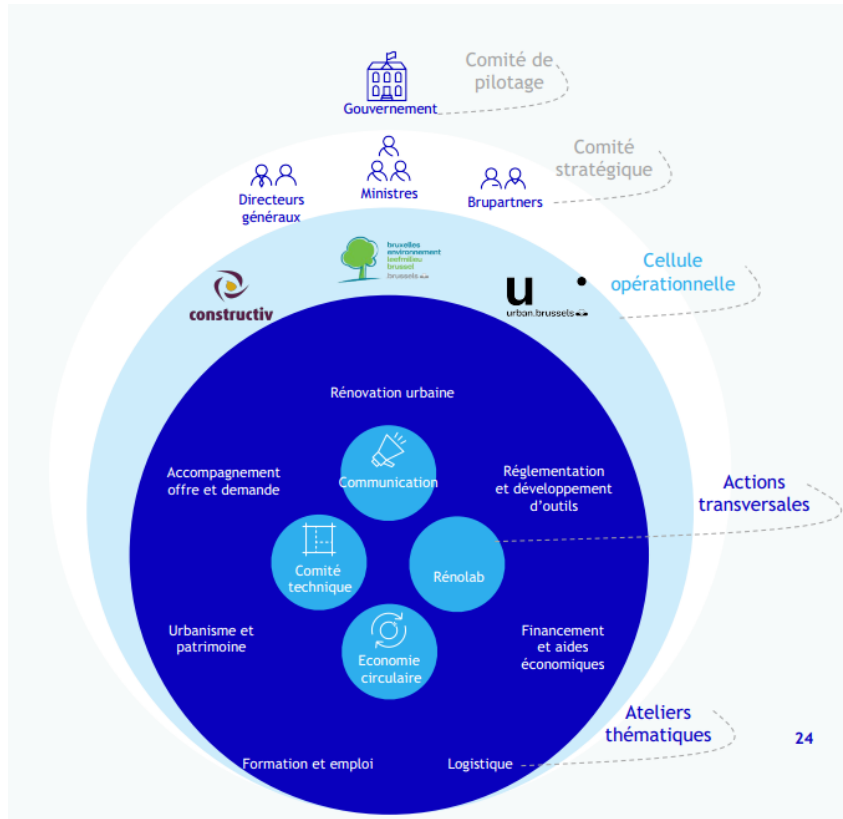 Comité de
pilotage
Gouvernement
Comité
stratégique
Directeurs
généraux
Ministres
Brupartners
bruxelles
environnement
leefmilieu
brussel
brussels
Cellule
opérationnelle
constructiv
u
urban.brussels
Rénovation urbaine
Accompagnement
offre et demande
Communication
Réglementation
et développement
d'outils
Actions
transversales
Comité
technique
Rénolab
Urbanisme et
patrimoine
Financement
et aides
économiques
Economie
circulaire
Ateliers
thématiques
24
Formation et emploi
Logistique